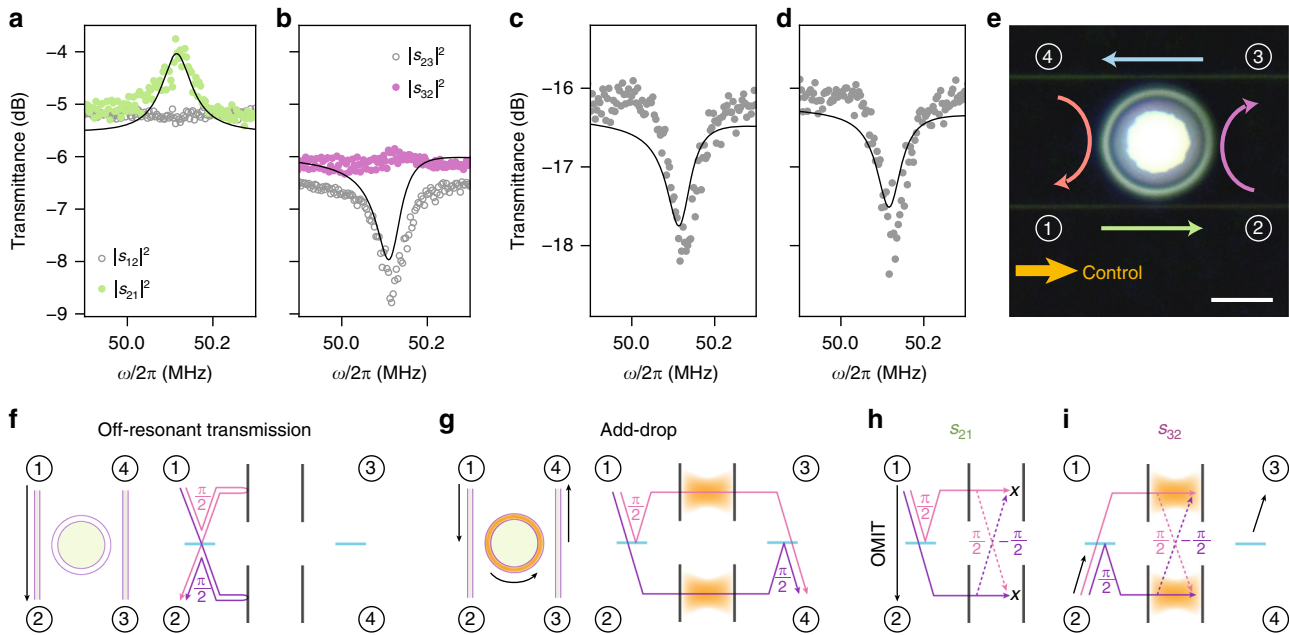 a
b
c
d
e
Transmittance (dB)
−4
−5
−6
−7
−8
−9
|s₁₂|²
|s₂₁|²
50.0
50.2
ω/2π (MHz)
|s₂₃|²
|s₃₂|²
50.0
50.2
ω/2π (MHz)
Transmittance (dB)
−16
−17
−18
50.0
50.2
ω/2π (MHz)
50.0
50.2
ω/2π (MHz)
④ ③
① ②
Control
f
Off-resonant transmission
① ④ ① ③
π/2
π/2
② ③ ② ④
g
Add-drop
① ④ ① ③
π/2
π/2
② ③ ② ④
h
s₂₁
①
π/2
x
OMIT
π/2
−π/2
x
②
i
s₃₂
① ③
π/2
−π/2
π/2
② ④